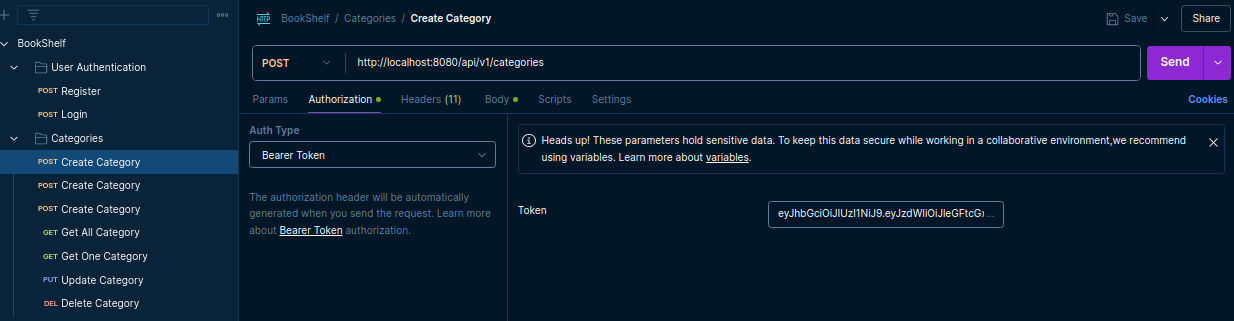 BookShelf / Categories / Create Category
Save
Share
BookShelf
User Authentication
POST Register
POST Login
Categories
POST Create Category
POST Create Category
POST Create Category
GET Get All Category
GET Get One Category
PUT Update Category
DEL Delete Category
HTTP
POST
http://localhost:8080/api/v1/categories
Send
Params
Authorization
Headers (11)
Body
Scripts
Settings
Cookies
Auth Type
Bearer Token
The authorization header will be automatically
generated when you send the request. Learn more
about Bearer Token authorization.
Heads up! These parameters hold sensitive data. To keep this data secure while working in a collaborative environment,we recommend
using variables. Learn more about variables.
Token